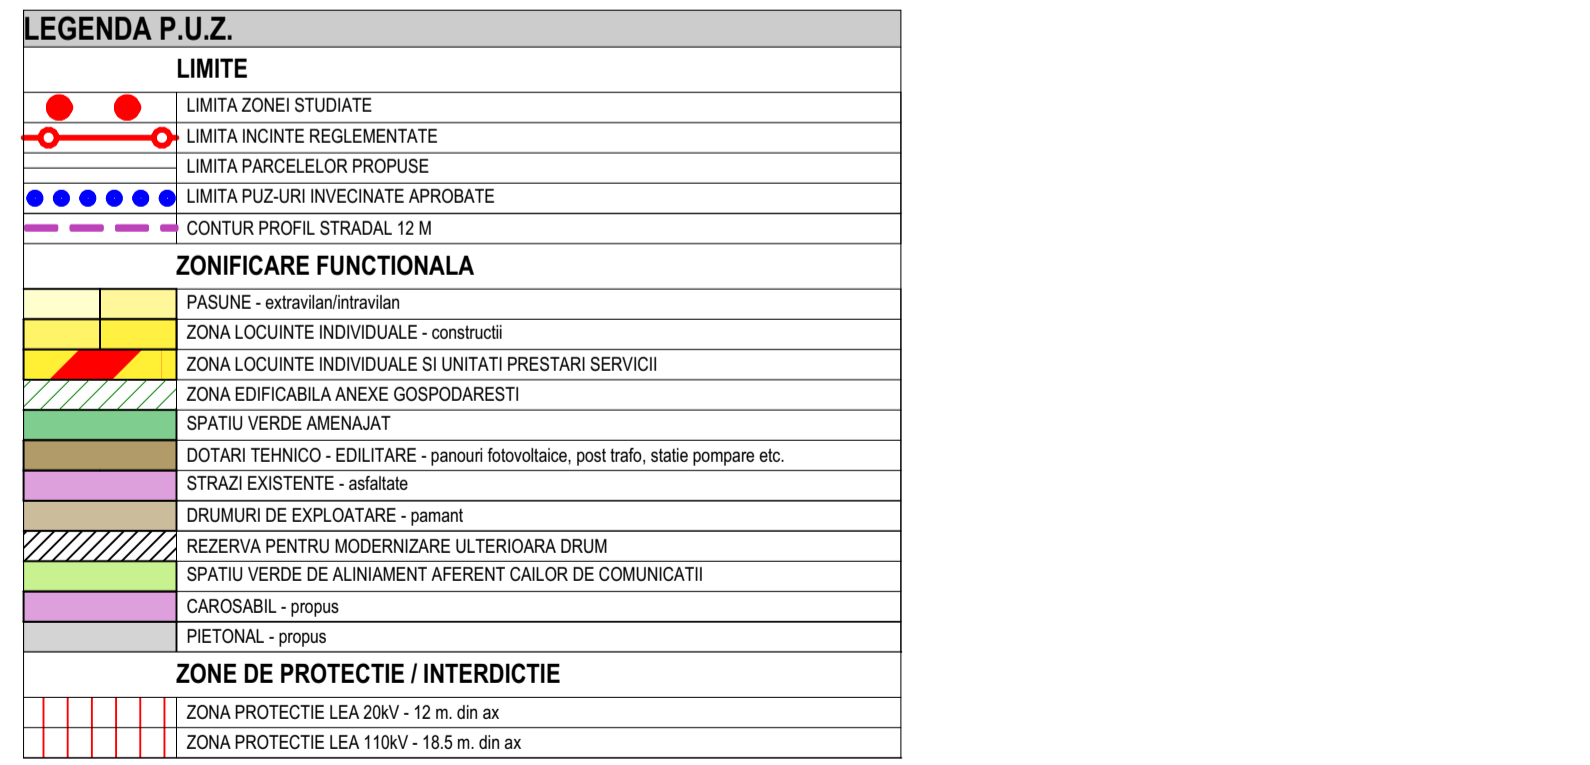 LEGENDA P.U.Z.
LIMITE
LIMITA ZONEI STUDIATE
LIMITA INCINTE REGLEMENTATE
LIMITA PARCELELOR PROPUSE
LIMITA PUZ-URI INVECINATE APROBATE
CONTUR PROFIL STRADAL 12 M
ZONIFICARE FUNCTIONALA
PASUNE - extravilan/intravilan
ZONA LOCUINTE INDIVIDUALE - constructii
ZONA LOCUINTE INDIVIDUALE SI UNITATI PRESTARI SERVICII
ZONA EDIFICABILA ANEXE GOSPODARESTI
SPATIU VERDE AMENAJAT
DOTARI TEHNICO - EDILITARE - panouri fotovoltaice, post trafo, statie pompare etc.
STRAZI EXISTENTE - asfaltate
DRUMURI DE EXPLOATARE - pamant
REZERVA PENTRU MODERNIZARE ULTERIOARA DRUM
SPATIU VERDE DE ALINIAMENT AFERENT CAILOR DE COMUNICATII
CAROSABIL - propus
PIETONAL - propus
ZONE DE PROTECTIE / INTERDICTIE
ZONA PROTECTIE LEA 20kV - 12 m. din ax
ZONA PROTECTIE LEA 110kV - 18.5 m. din ax